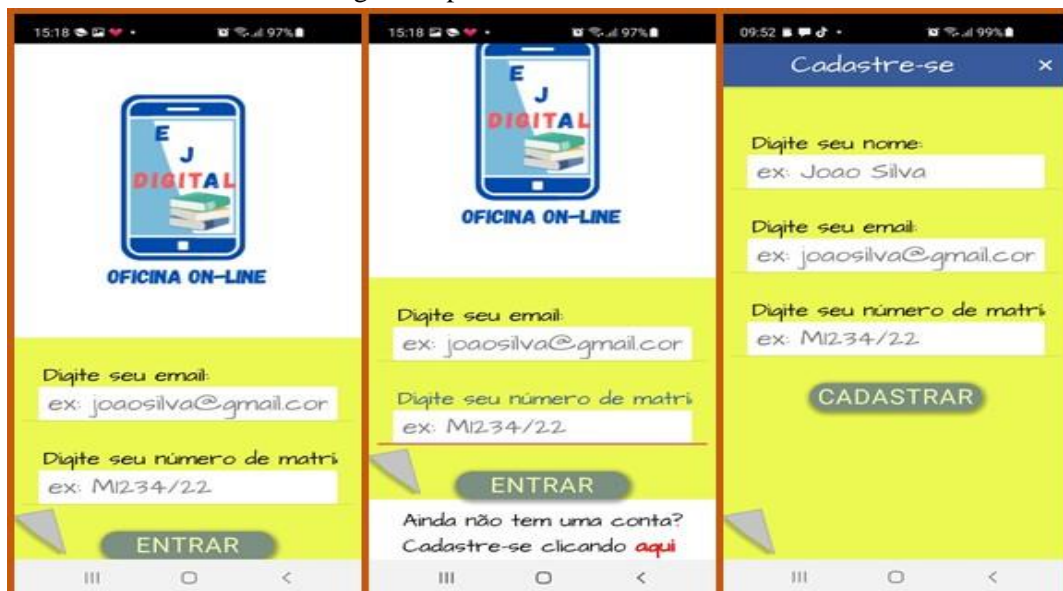 15:18
97%
E
J
DIGITAL
OFICINA ON-LINE
Digite seu email:
ex: joaosilva@gmail.cor
Digite seu número de matri
ex: M1234/22
ENTRAR
15:18
97%
E
J
DIGITAL
OFICINA ON-LINE
Digite seu email:
ex: joaosilva@gmail.cor
Digite seu número de matri
ex: M1234/22
ENTRAR
Ainda não tem uma conta?
Cadastre-se clicando aqui
09:52
99%
Cadastre-se ×
Digite seu nome:
ex: Joao Silva
Digite seu email:
ex: joaosilva@gmail.cor
Digite seu número de matri
ex: M1234/22
CADASTRAR